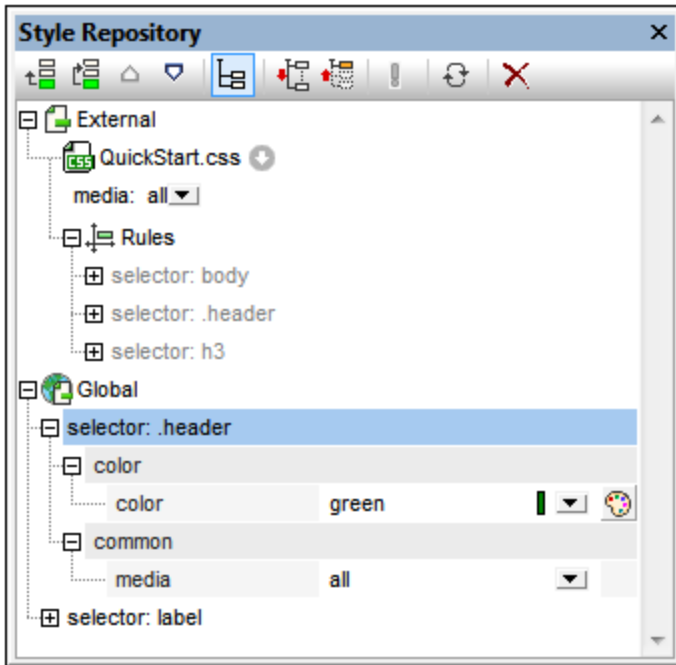 Style Repository
External
CSS QuickStart.css
media: all
Rules
selector: body
selector: .header
selector: h3
Global
selector: .header
color
color green
common
media all
selector: label